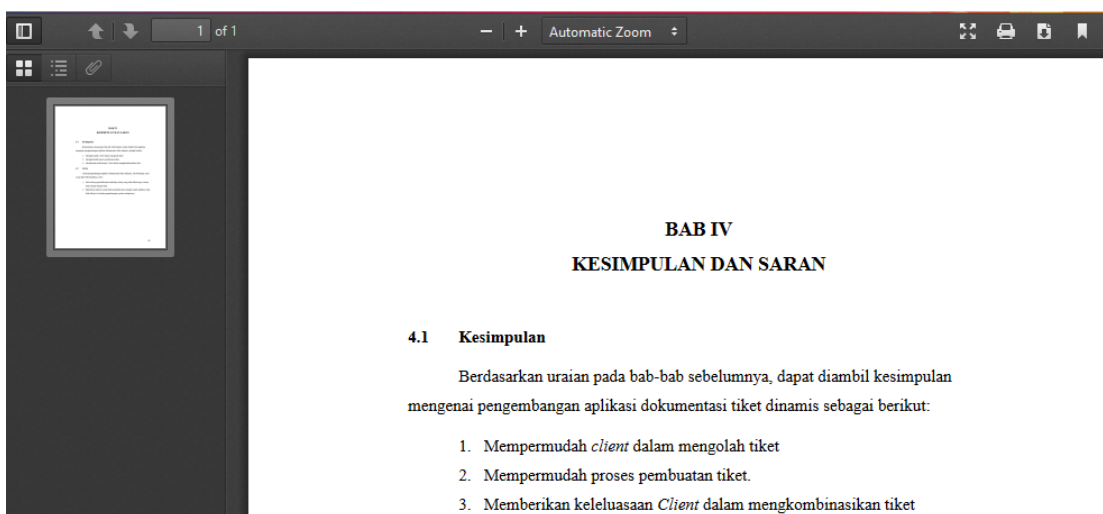 1 of 1
Automatic Zoom
BAB IV
KESIMPULAN DAN SARAN
4.1 Kesimpulan
Berdasarkan uraian pada bab-bab sebelumnya, dapat diambil kesimpulan
mengenai pengembangan aplikasi dokumentasi tiket dinamis sebagai berikut:
1. Mempermudah client dalam mengolah tiket
2. Mempermudah proses pembuatan tiket.
3. Memberikan keleluasaan Client dalam mengkombinasikan tiket